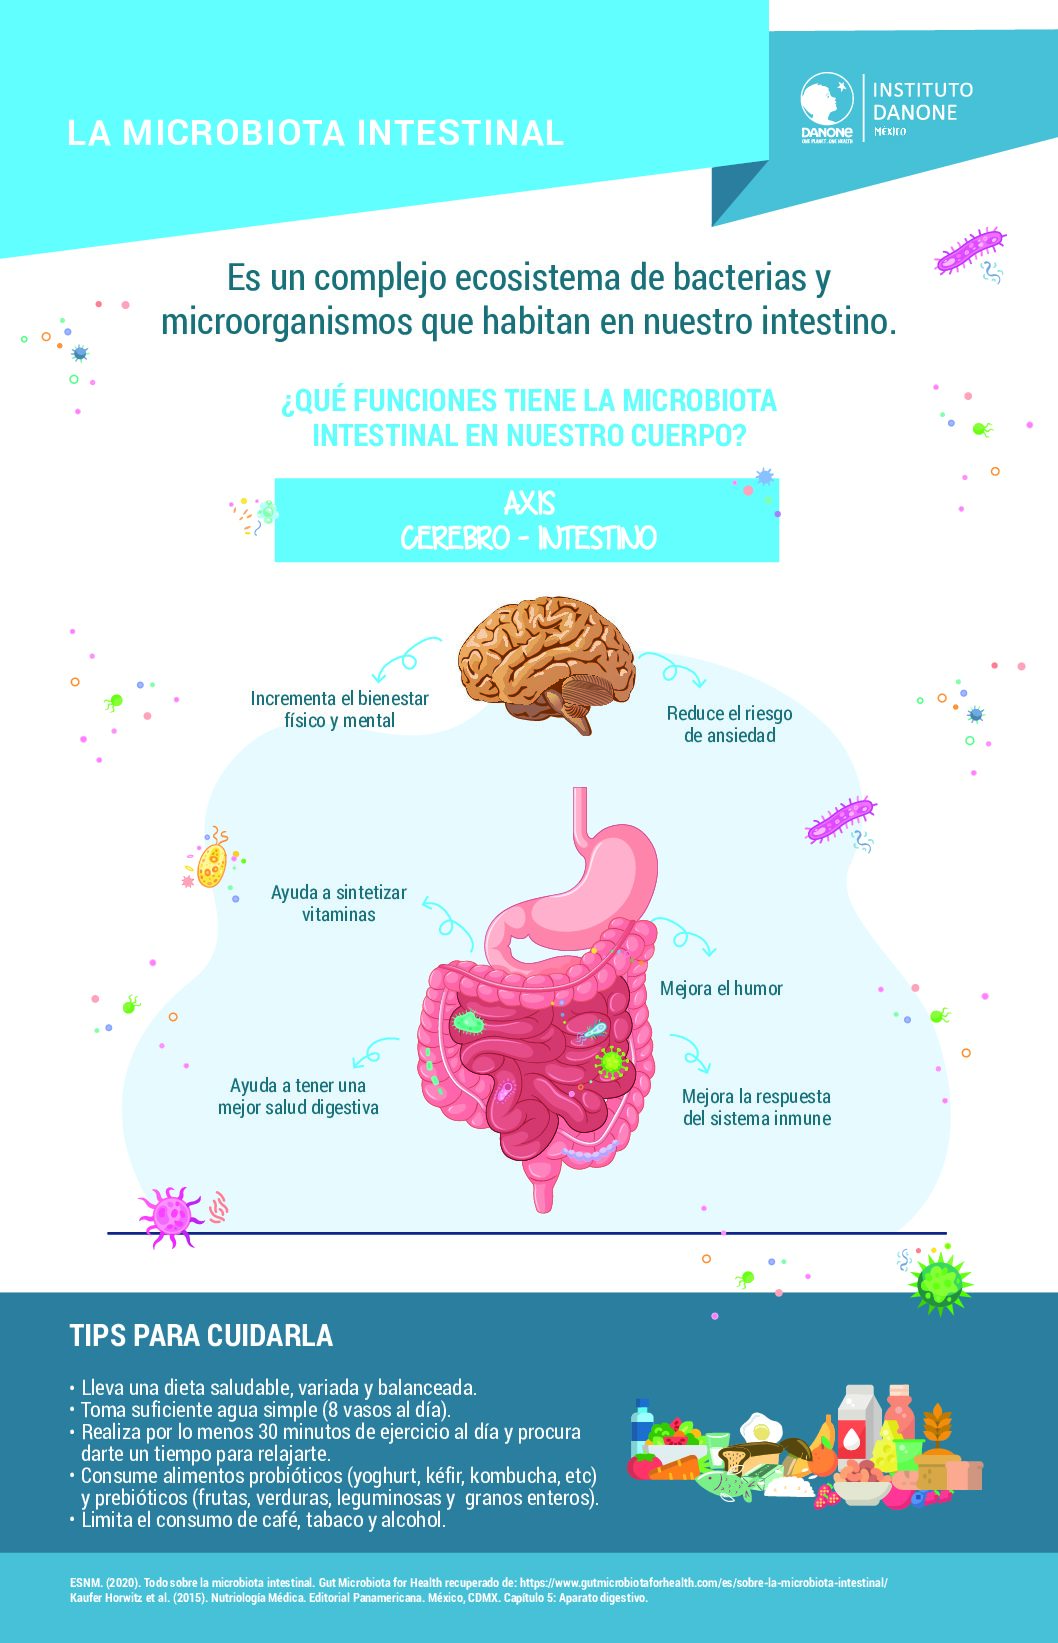 LA MICROBIOTA INTESTINAL
DANONE
ONE PLANET. ONE HEALTH
INSTITUTO
DANONE
MÉXICO
Es un complejo ecosistema de bacterias y
microorganismos que habitan en nuestro intestino.
¿QUÉ FUNCIONES TIENE LA MICROBIOTA
INTESTINAL EN NUESTRO CUERPO?
AXIS
CEREBRO - INTESTINO
Incrementa el bienestar
físico y mental
Reduce el riesgo
de ansiedad
Ayuda a sintetizar
vitaminas
Mejora el humor
Ayuda a tener una
mejor salud digestiva
Mejora la respuesta
del sistema inmune
TIPS PARA CUIDARLA
• Lleva una dieta saludable, variada y balanceada.
• Toma suficiente agua simple (8 vasos al día).
• Realiza por lo menos 30 minutos de ejercicio al día y procura
darte un tiempo para relajarte.
• Consume alimentos probióticos (yoghurt, kéfir, kombucha, etc)
y prebióticos (frutas, verduras, leguminosas y granos enteros).
• Limita el consumo de café, tabaco y alcohol.
ESNM. (2020). Todo sobre la microbiota intestinal. Gut Microbiota for Health recuperado de: https://www.gutmicrobiotaforhealth.com/es/sobre-la-microbiota-intestinal/
Kaufer Horwitz et al. (2015). Nutriología Médica. Editorial Panamericana. México, CDMX. Capítulo 5: Aparato digestivo.